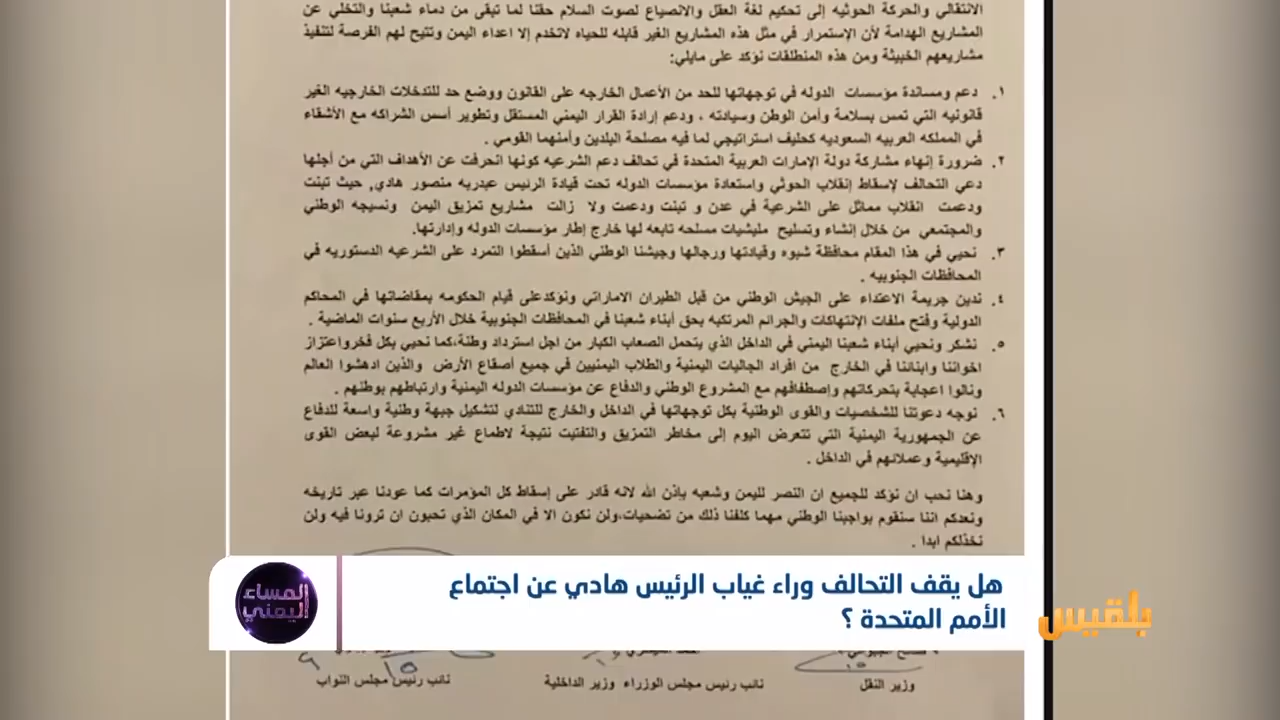 الانتقالي والحركة الحوثيه إلى تحكيم لغة العقل والانصياع لصوت السلام حقنا لما تبقى من دماء شعبنا والتخلي عن
المشاريع الهدامة لأن الإستمرار في مثل هذه المشاريع الغير قابله للحياه لاتخدم إلا اعداء اليمن وتتيح لهم الفرصة لتنفيذ
مشاريعهم الخبيثة ومن هذه المنطلقات نؤكد على مايلي:
١. دعم ومساندة مؤسسات الدوله في توجهاتها للحد من الأعمال الخارجه على القانون ووضع حد للتدخلات الخارجيه الغير
قانونيه التي تمس بسلامة وأمن الوطن وسيادته ، ودعم إرادة القرار اليمني المستقل وتطوير أسس الشراكه مع الأشقاء
في المملكه العربيه السعوديه كحليف استراتيجي لما فيه مصلحة البلدين وأمنهما القومي .
٢. ضرورة إنهاء مشاركة دولة الإمارات العربية المتحدة في تحالف دعم الشرعيه كونها انحرفت عن الأهداف التي من أجلها
دعي التحالف لإسقاط إنقلاب الحوثي واستعادة مؤسسات الدوله تحت قيادة الرئيس عبدربه منصور هادي, حيث تبنت
ودعمت انقلاب مماثل على الشرعية في عدن و تبنت ودعمت ولا زالت مشاريع تمزيق اليمن ونسيجه الوطني
والمجتمعي من خلال إنشاء وتسليح مليشيات مسلحه تابعه لها خارج إطار مؤسسات الدوله وإدارتها.
٣. نحيي في هذا المقام محافظة شبوه وقيادتها ورجالها وجيشنا الوطني الذين أسقطوا التمرد على الشرعيه الدستوريه في
المحافظات الجنوبيه .
٤. ندين جريمة الاعتداء على الجيش الوطني من قبل الطيران الاماراتي ونؤكدعلى قيام الحكومه بمقاضاتها في المحاكم
الدولية وفتح ملفات الإنتهاكات والجرائم المرتكبه بحق أبناء شعبنا في المحافظات الجنوبية خلال الأربع سنوات الماضية .
٥. نشكر ونحيي أبناء شعبنا اليمني في الداخل الذي يتحمل الصعاب الكبار من اجل استرداد وطنة،كما نحيي بكل فخرواعتزاز
اخواننا وابنائنا في الخارج من افراد الجاليات اليمنية والطلاب اليمنيين في جميع أصقاع الأرض والذين ادهشوا العالم
ونالوا اعجابة بتحركاتهم وإصطفافهم مع المشروع الوطني والدفاع عن مؤسسات الدوله اليمنية وارتباطهم بوطنهم .
٦. نوجه دعوتنا للشخصيات والقوى الوطنية بكل توجهاتها في الداخل والخارج للتنادي لتشكيل جبهة وطنية واسعة للدفاع
عن الجمهورية اليمنية التي تتعرض اليوم إلى مخاطر التمزيق والتفتيت نتيجة لاطماع غير مشروعة لبعض القوى
الإقليمية وعملائهم في الداخل .
وهنا نحب ان نؤكد للجميع ان النصر لليمن وشعبه بإذن الله لانه قادر على إسقاط كل المؤمرات كما عودنا عبر تاريخه
ونعدكم اننا سنقوم بواجبنا الوطني مهما كلفنا ذلك من تضحيات،ولن نكون الا في المكان الذي تحبون ان ترونا فيه ولن
نخذلكم ابدا .
هل يقف التحالف وراء غياب الرئيس هادي عن اجتماع
الأمم المتحدة ؟
المساء
اليمني
بلقيس
وزير النقل
نائب رئيس مجلس الوزراء وزير الداخلية
نائب رئيس مجلس النواب